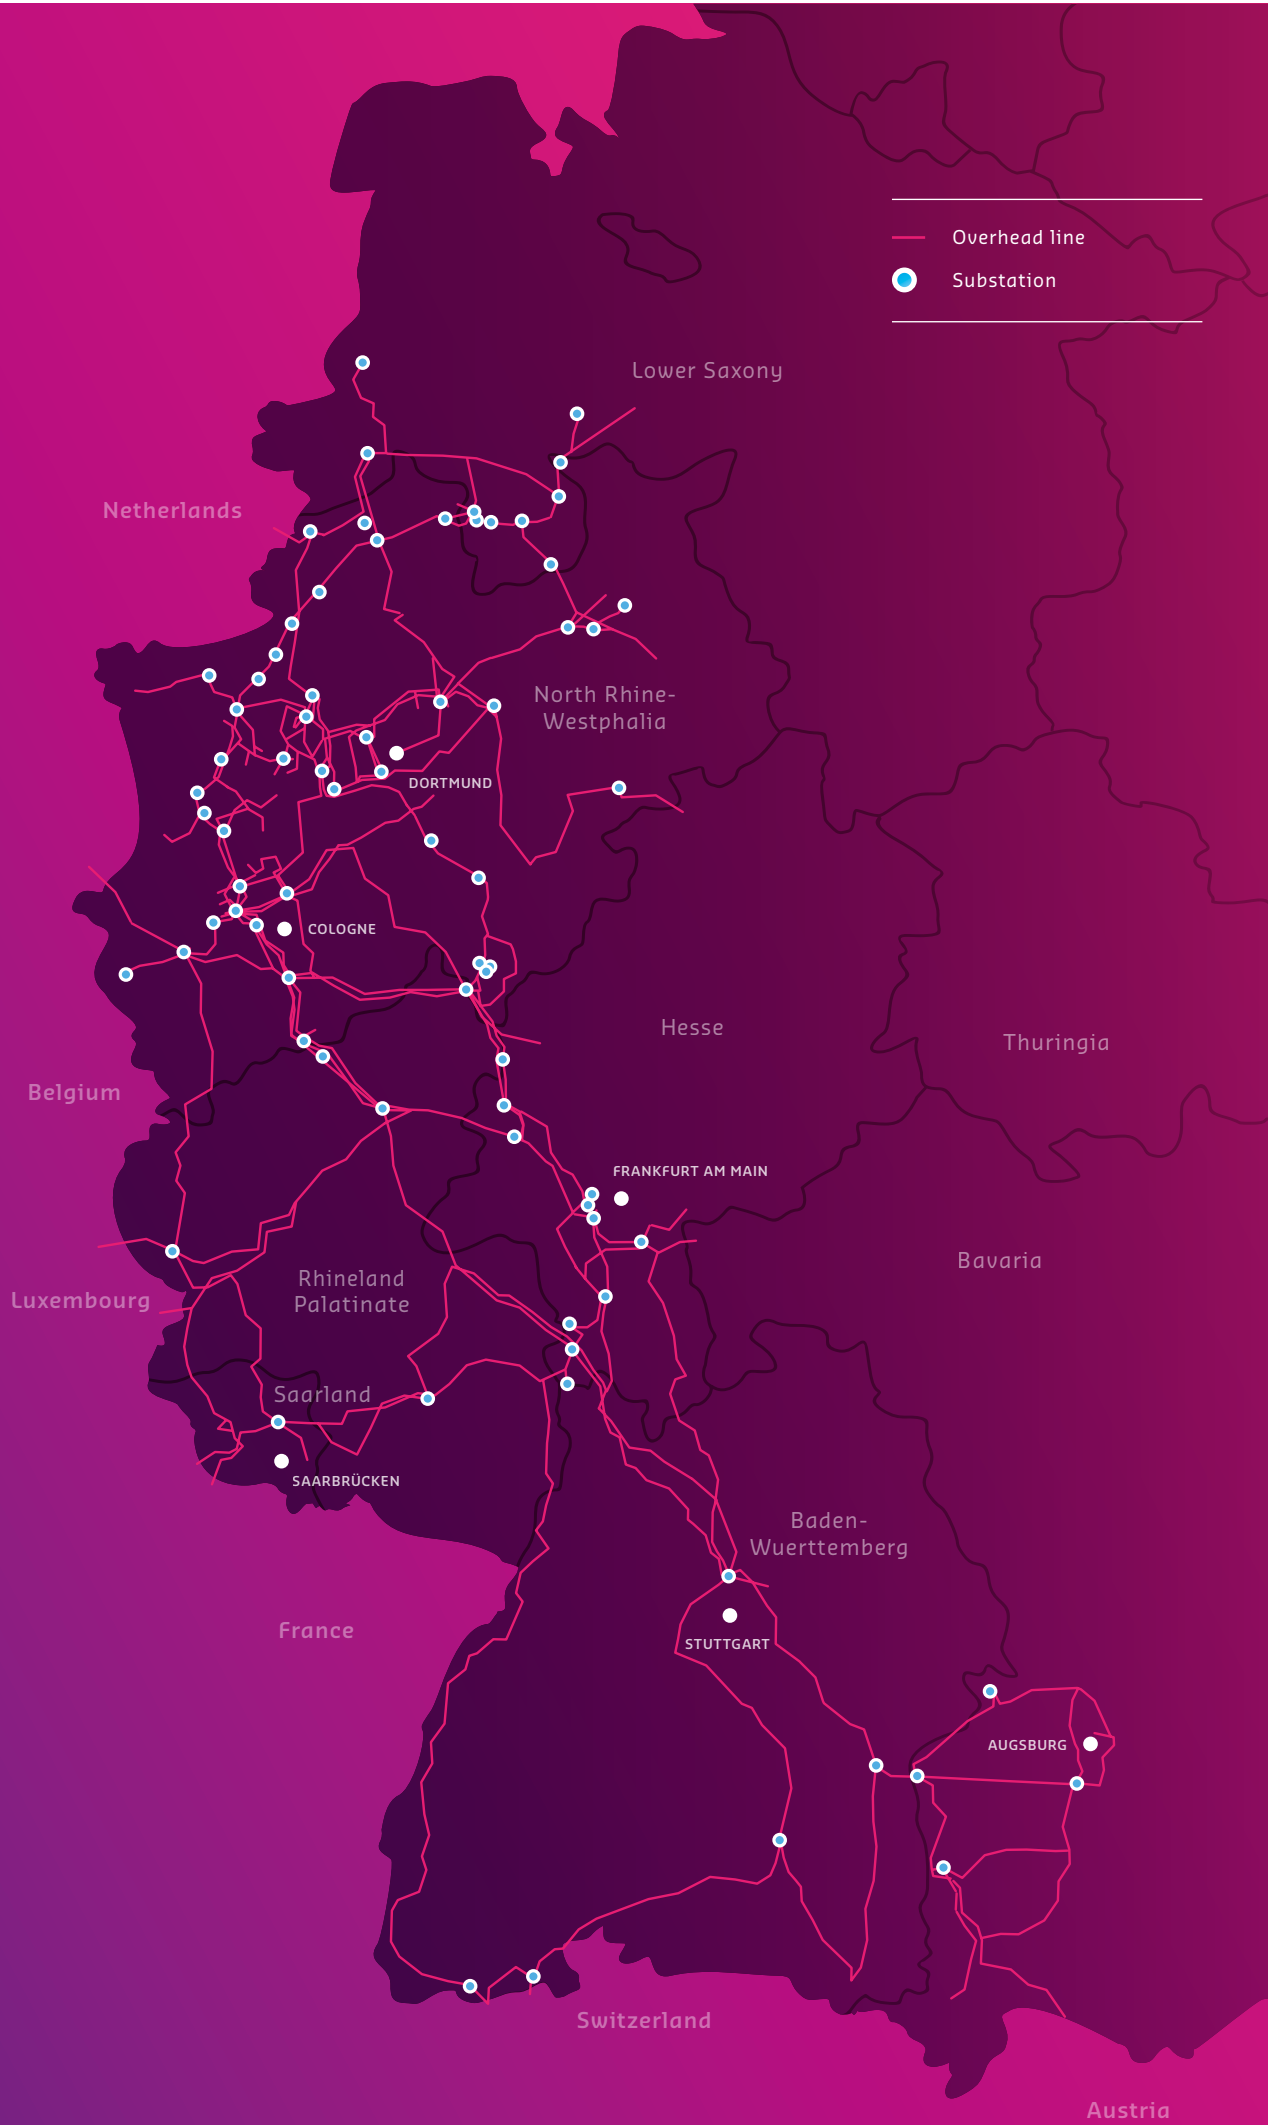 Overhead line
Substation
Lower Saxony
Netherlands
North Rhine-
Westphalia
DORTMUND
COLOGNE
Hesse
Thuringia
Belgium
FRANKFURT AM MAIN
Bavaria
Rhineland
Palatinate
Luxembourg
Saarland
SAARBRÜCKEN
Baden-
Wuerttemberg
France
STUTTGART
AUGSBURG
Switzerland
Austria